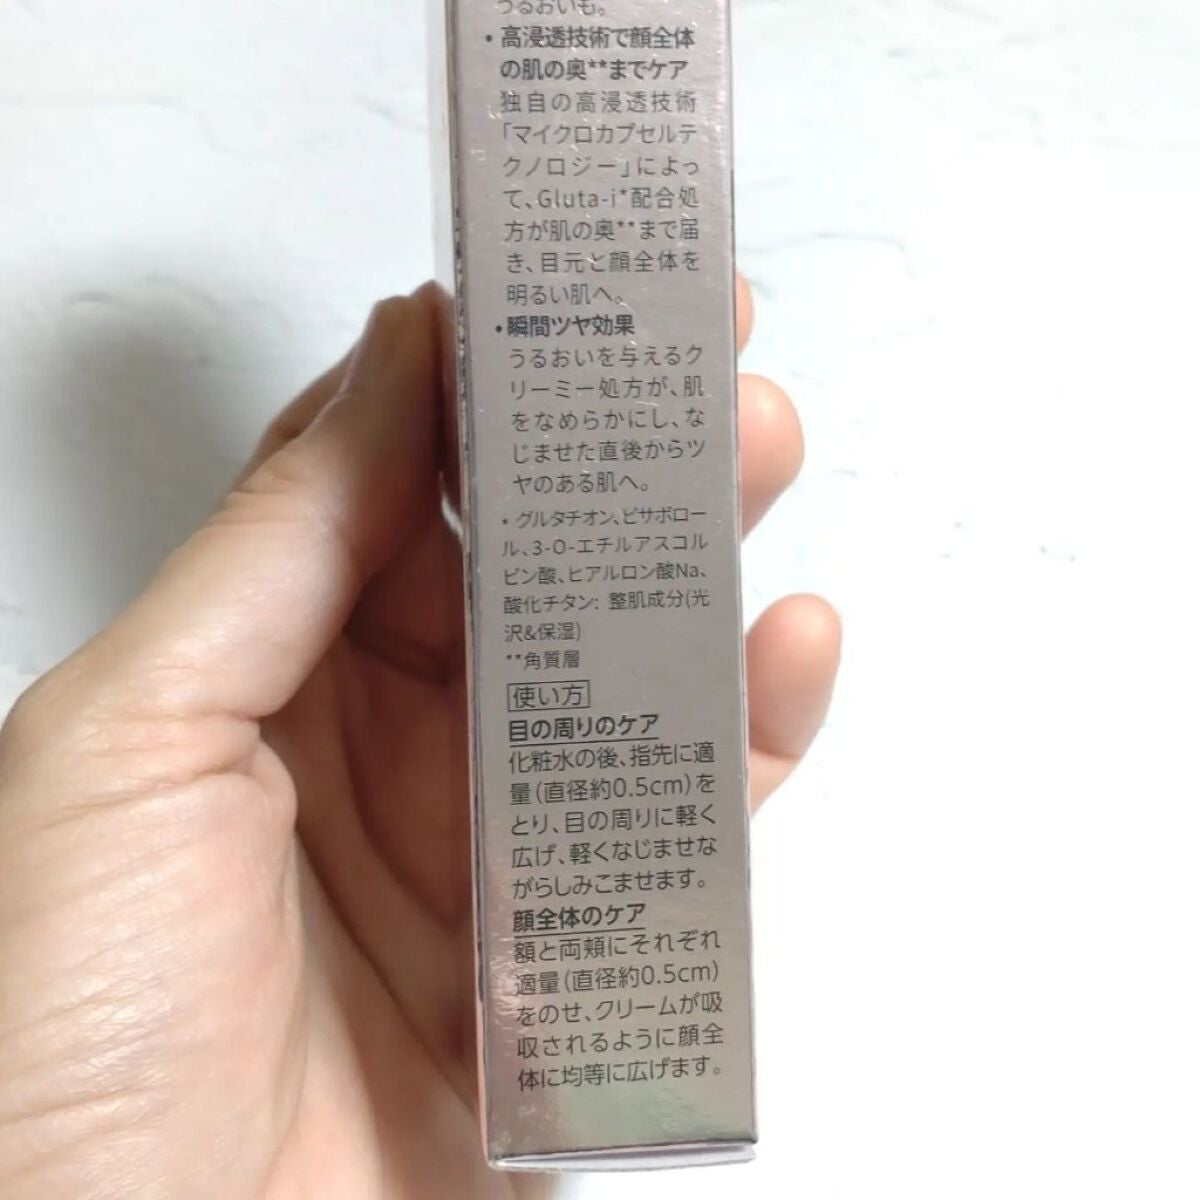 うるおいも。
• 高浸透技術で顔全体
の肌の奥**までケア
独自の高浸透技術
「マイクロカプセルテ
クノロジー」によっ
て、Gluta-i*配合処
方が肌の奥**まで届
き、目元と顔全体を
明るい肌へ。
• 瞬間ツヤ効果
うるおいを与えるク
リーミー処方が、肌
をなめらかにし、な
じませた直後からツ
ヤのある肌へ。
* グルタチオン、ビサボロー
ル、3-O-エチルアスコル
ビン酸、ヒアルロン酸Na、
酸化チタン: 整肌成分(光
沢&保湿)
**角質層
使い方
目の周りのケア
化粧水の後、指先に適
量(直径約0.5cm)を
とり、目の周りに軽く
広げ、軽くなじませな
がらしみこませます。
顔全体のケア
額と両頬にそれぞれ
適量(直径約0.5cm)
をのせ、クリームが吸
収されるように顔全
体に均等に広げます。